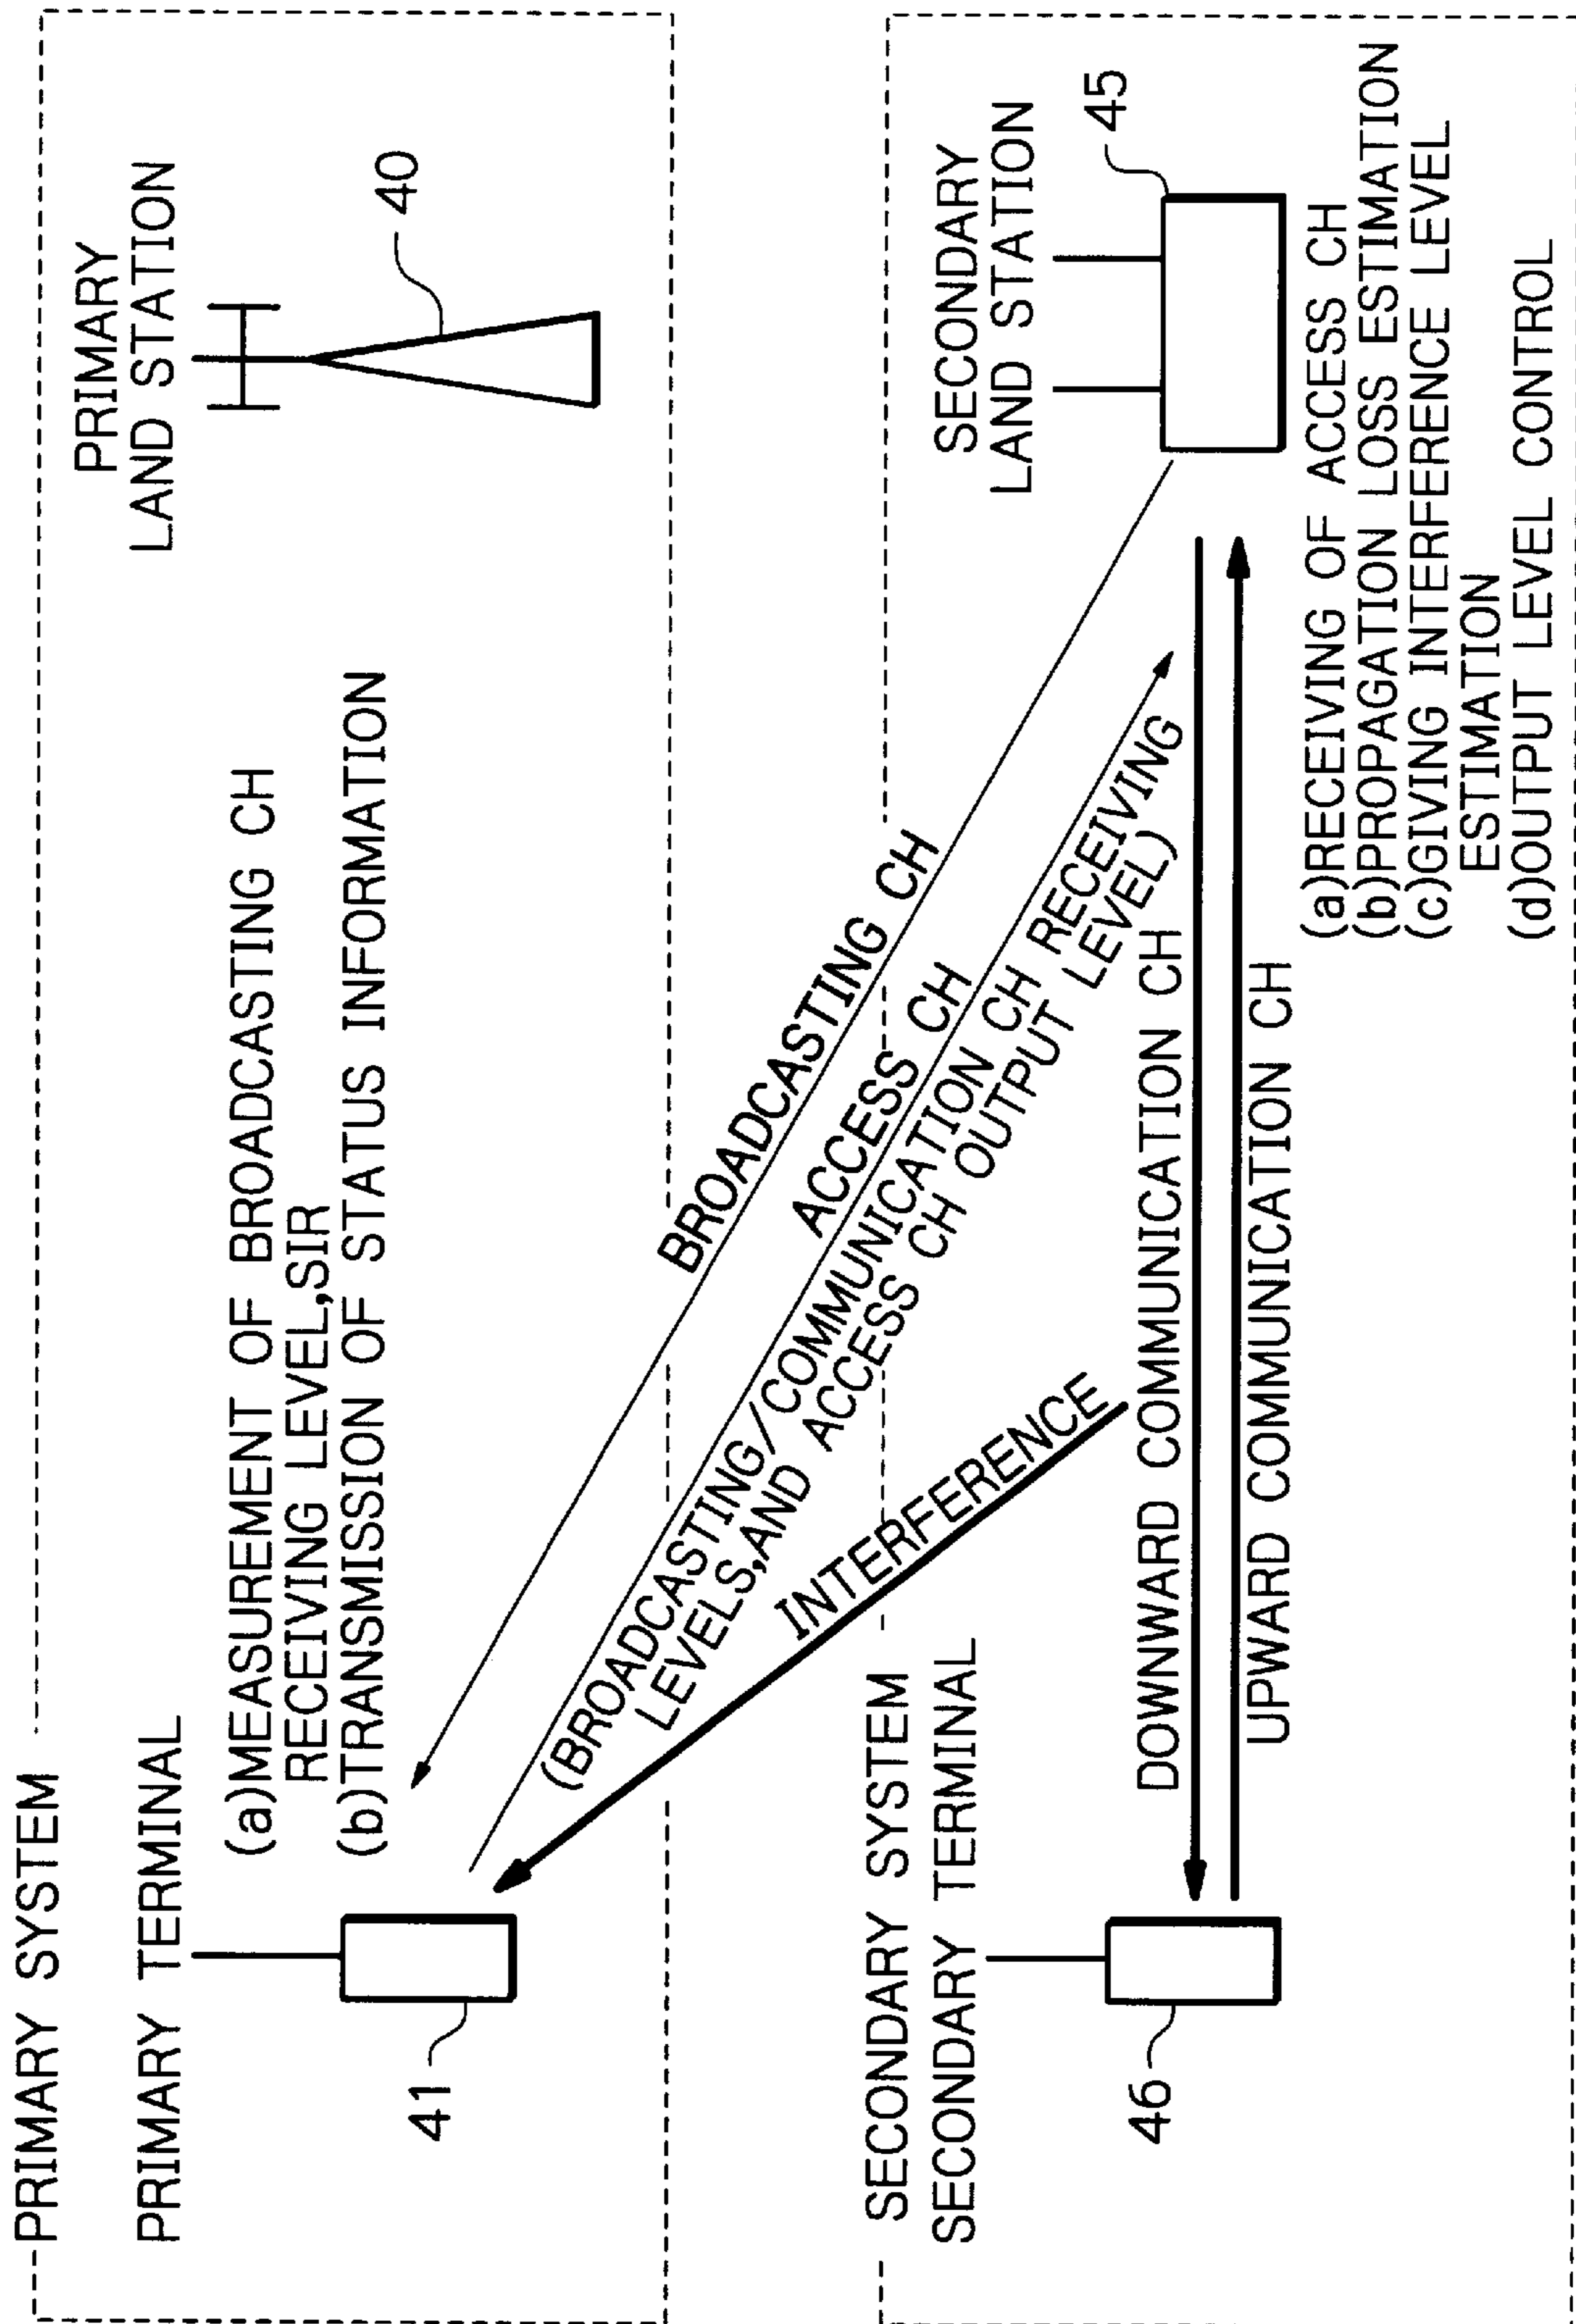 PRIMARY SYSTEM
PRIMARY TERMINAL
PRIMARY
LAND STATION
(a)MEASUREMENT OF BROADCASTING CH
RECEIVING LEVEL,SIR
(b)TRANSMISSION OF STATUS INFORMATION
41
40
BROADCASTING CH
ACCESS CH
(BROADCASTING/COMMUNICATION CH RECEIVING
LEVELS,AND ACCESS CH OUTPUT LEVEL)
INTERFERENCE
SECONDARY SYSTEM
SECONDARY TERMINAL
SECONDARY
LAND STATION
46
45
DOWNWARD COMMUNICATION CH
UPWARD COMMUNICATION CH
(a)RECEIVING OF ACCESS CH
(b)PROPAGATION LOSS ESTIMATION
(c)GIVING INTERFERENCE LEVEL
ESTIMATION
(d)OUTPUT LEVEL CONTROL